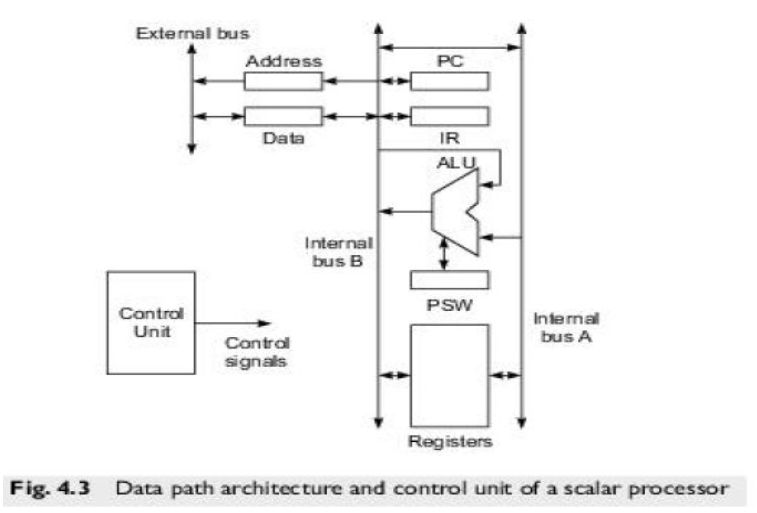 External bus
Address
PC
Data
IR
ALU
Internal
bus B
PSW
Control
Unit
Control
signals
Internal
bus A
Registers
Fig. 4.3 Data path architecture and control unit of a scalar processor